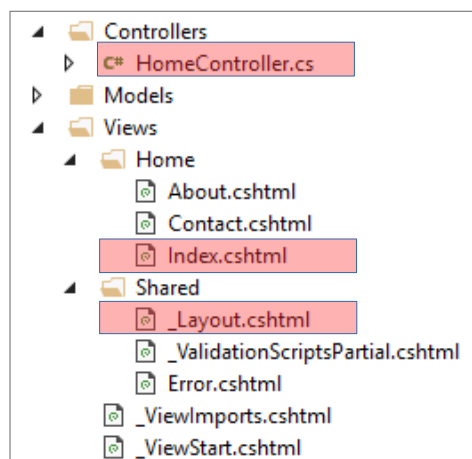 Controllers
C# HomeController.cs
Models
Views
Home
About.cshtml
Contact.cshtml
Index.cshtml
Shared
_Layout.cshtml
_ValidationScriptsPartial.cshtml
Error.cshtml
_ViewImports.cshtml
_ViewStart.cshtml